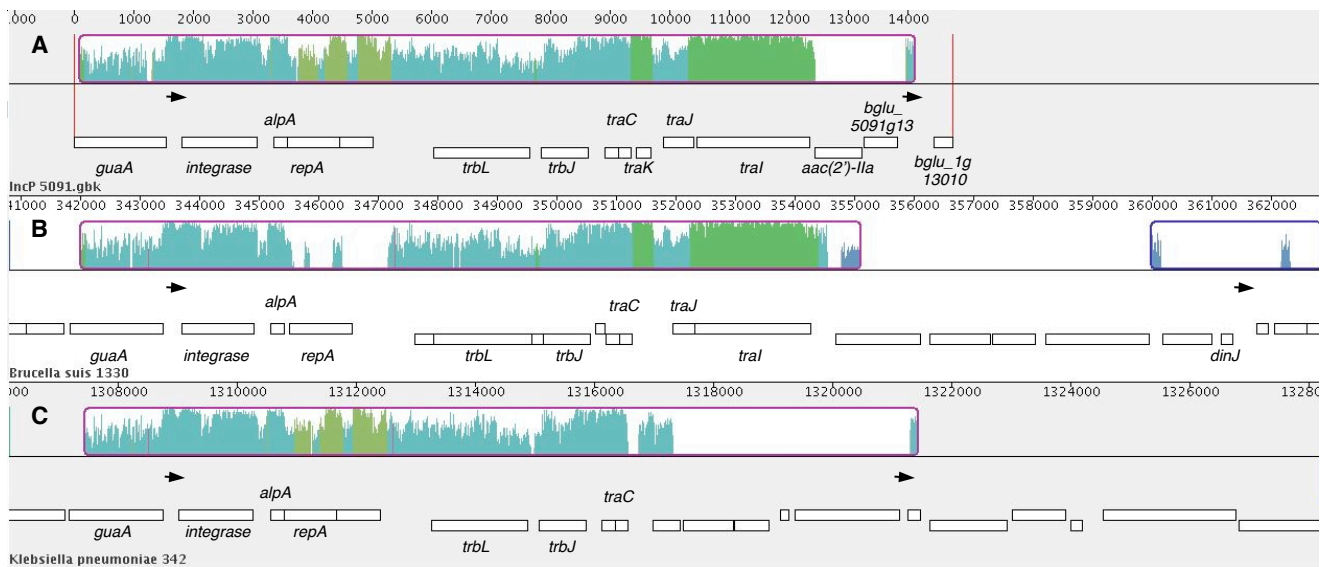 000 0 1000 2000 3000 4000 5000 6000 7000 8000 9000 10000 11000 12000 13000 14000
A
alpA traC traJ bglu_
5091g13
guaA integrase repA trbL trbJ traK traI aac(2')-IIa bglu_1g
13010
IncP 5091.gbk
41000 342000 343000 344000 345000 346000 347000 348000 349000 350000 351000 352000 353000 354000 355000 356000 357000 358000 359000 360000 361000 362000
B
alpA traC traJ
guaA integrase repA trbL trbJ traI dinJ
Brucella suis 1330
000 1308000 1310000 1312000 1314000 1316000 1318000 1320000 1322000 1324000 1326000 1328
C
alpA traC
guaA integrase repA
trbL trbJ
Klebsiella pneumoniae 342